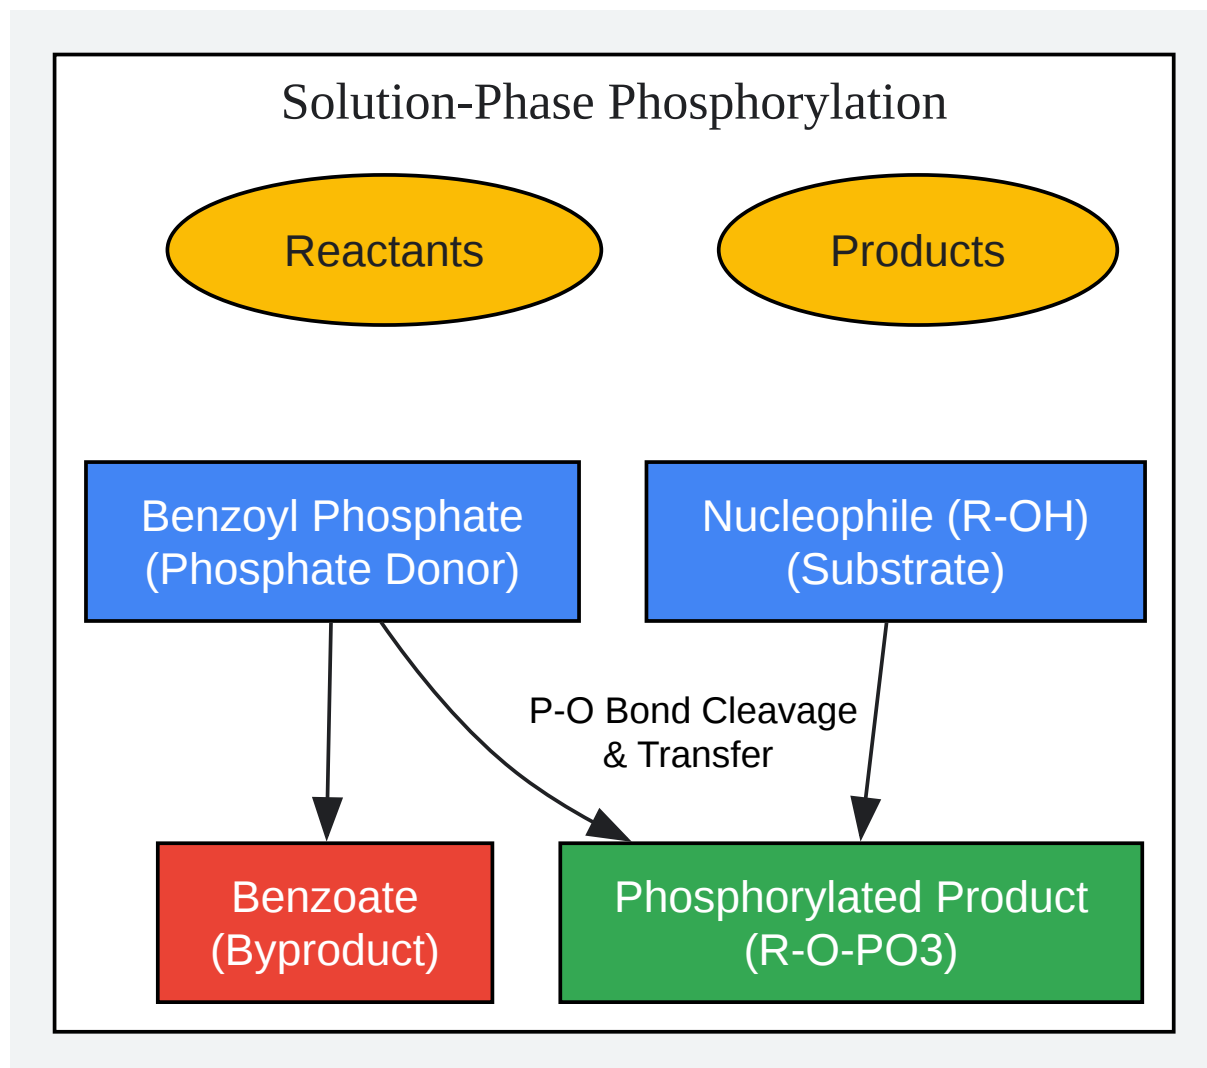 Solution-Phase Phosphorylation
Reactants
Products
Benzoyl Phosphate
(Phosphate Donor)
Nucleophile (R-OH)
(Substrate)
P-O Bond Cleavage
& Transfer
Benzoate
(Byproduct)
Phosphorylated Product
(R-O-PO3)